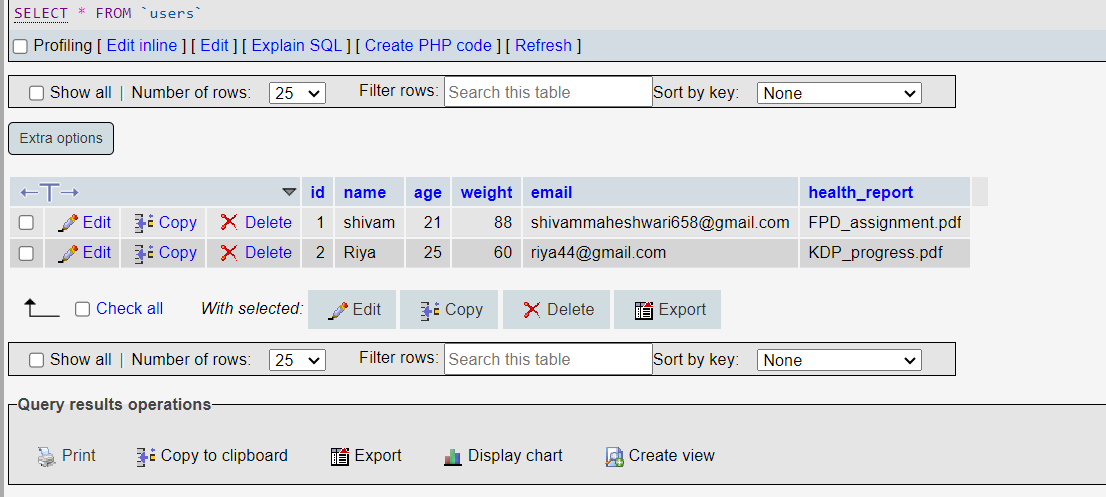 SELECT * FROM `users`
Profiling [ Edit inline ] [ Edit ] [ Explain SQL ] [ Create PHP code ] [ Refresh ]
Show all | Number of rows: 25 Filter rows: Search this table Sort by key: None
Extra options
id name age weight email health_report
Edit Copy Delete 1 shivam 21 88 shivammaheshwari658@gmail.com FPD_assignment.pdf
Edit Copy Delete 2 Riya 25 60 riya44@gmail.com KDP_progress.pdf
Check all With selected: Edit Copy Delete Export
Show all | Number of rows: 25 Filter rows: Search this table Sort by key: None
Query results operations
Print Copy to clipboard Export Display chart Create view